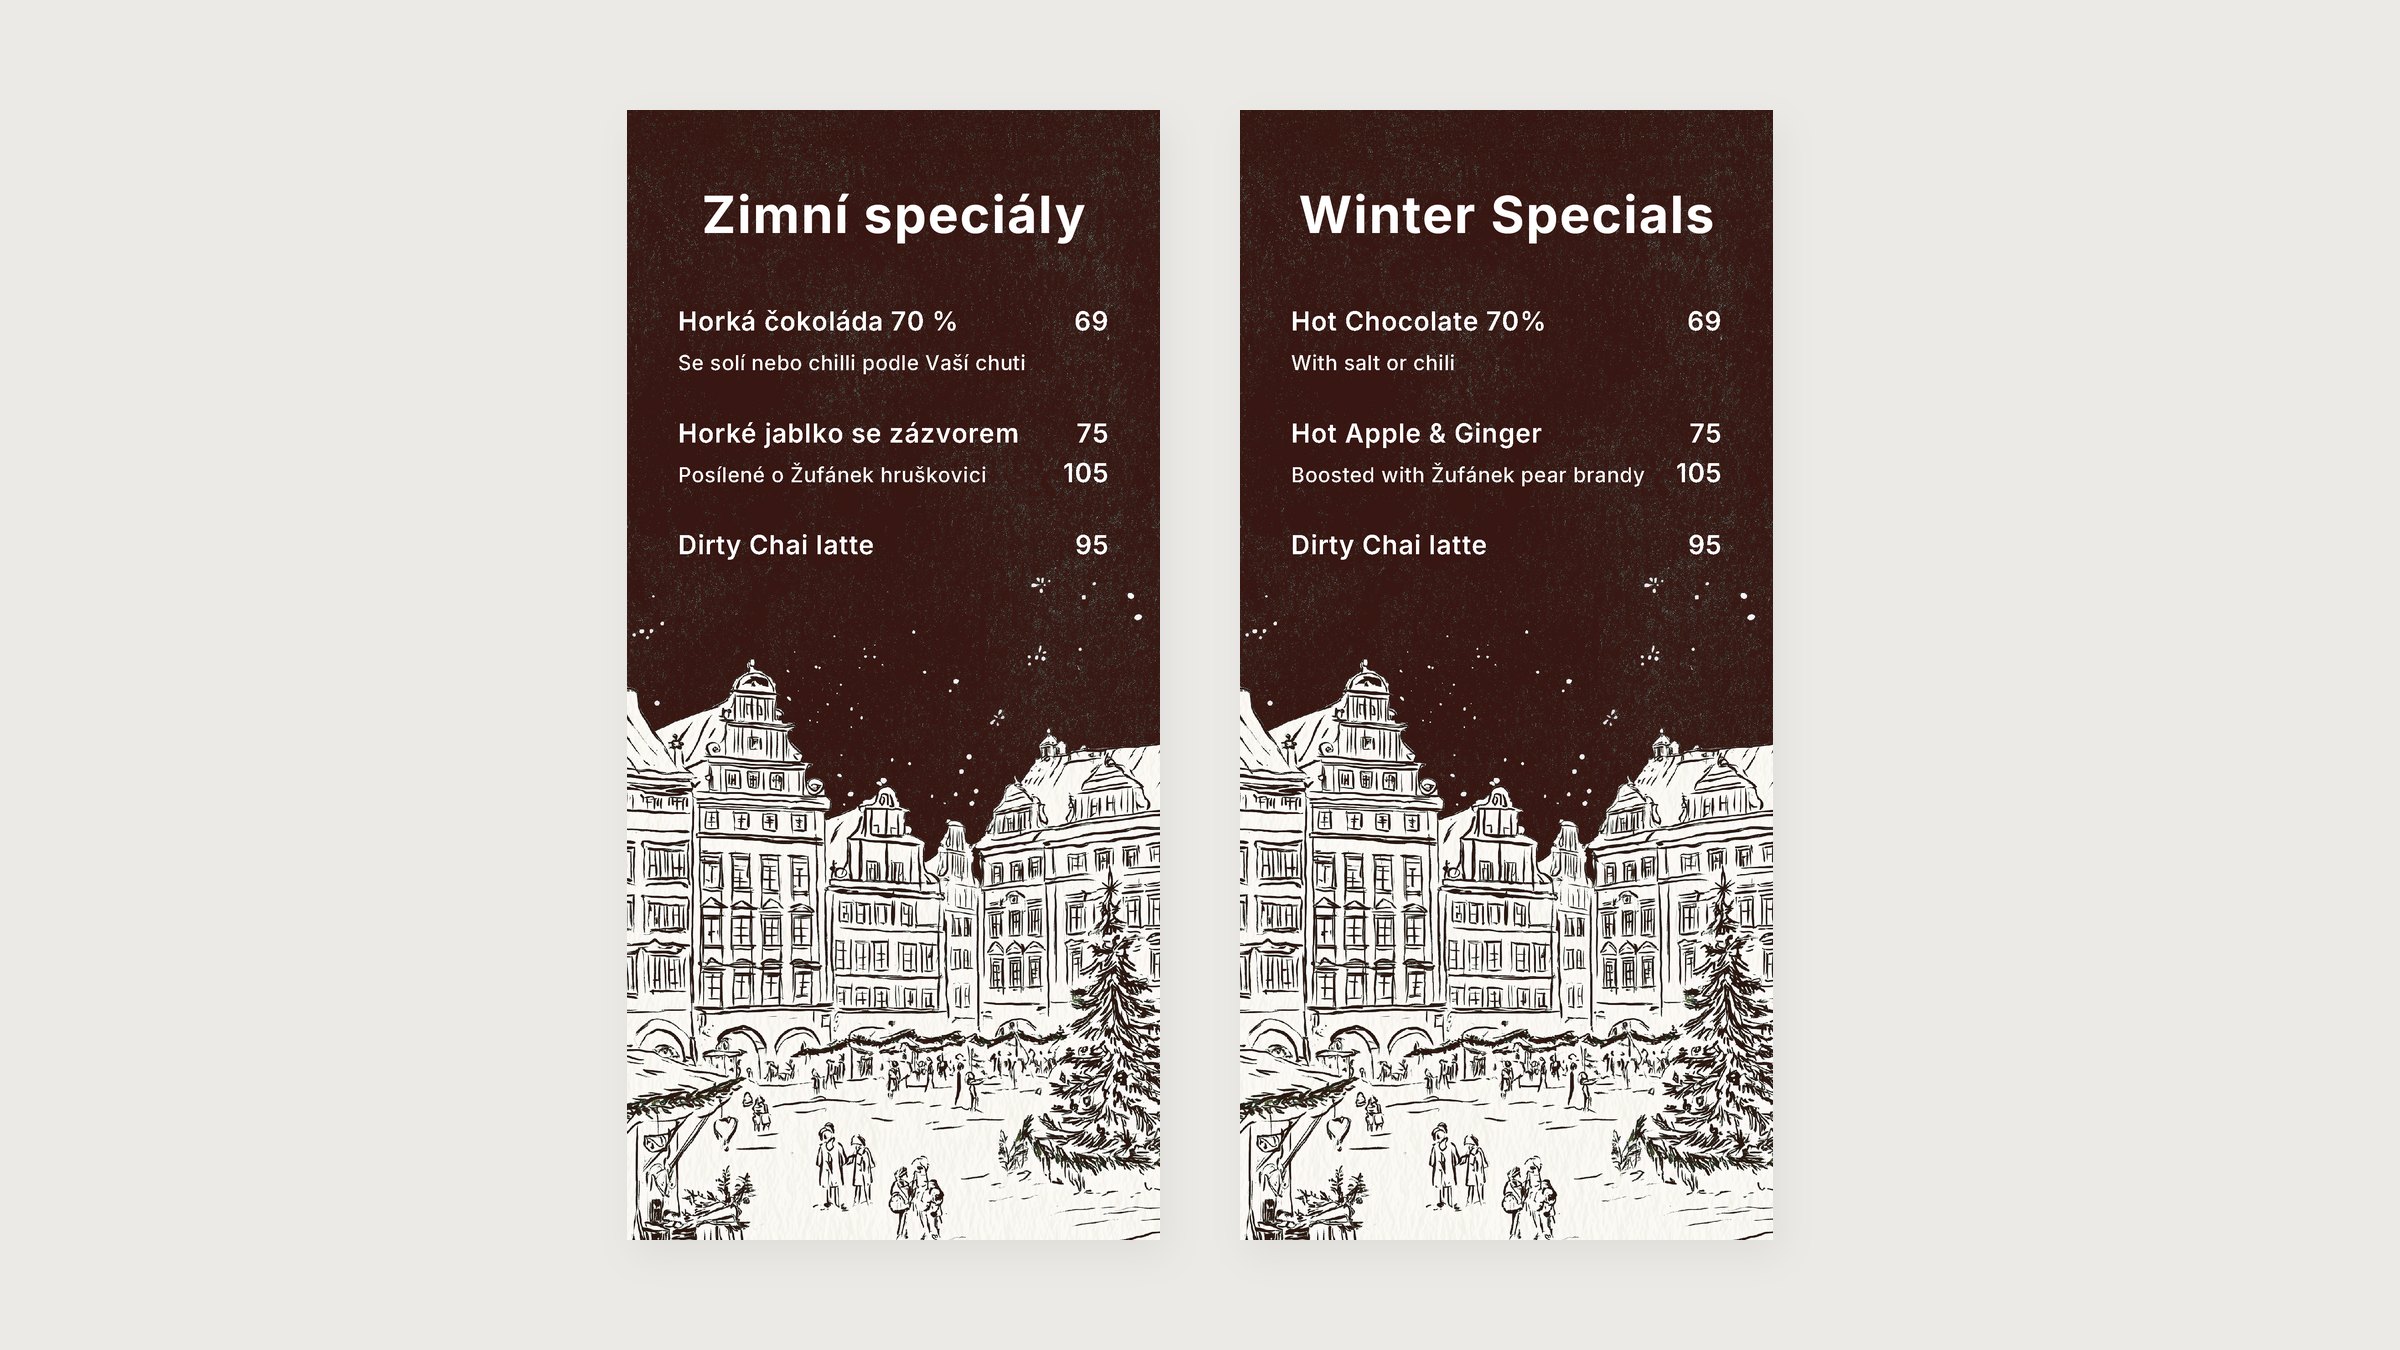 Zimní speciály
Horká čokoláda 70 % 69
Se solí nebo chilli podle Vaší chuti
Horké jablko se zázvorem 75
Posílené o Žufánek hruškovici 105
Dirty Chai latte 95
Winter Specials
Hot Chocolate 70% 69
With salt or chili
Hot Apple & Ginger 75
Boosted with Žufánek pear brandy 105
Dirty Chai latte 95